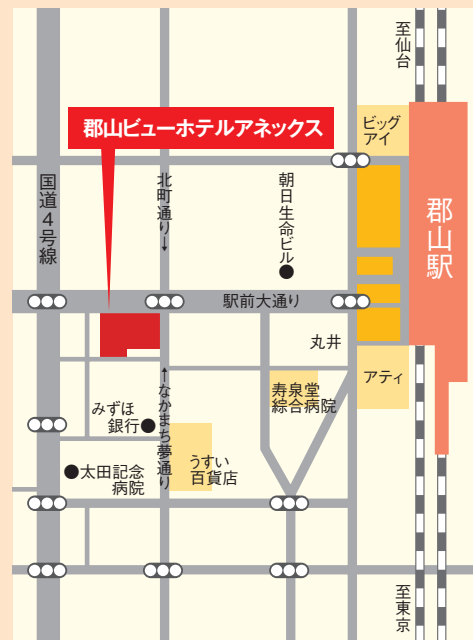 至仙台
郡山ビューホテルアネックス
ビッグ
アイ
国道4号線
北町通り→
朝日生命ビル
郡山駅
駅前大通り
丸井
アティ
寿泉堂
綜合病院
みずほ
銀行
←なかまち夢通り
うすい
百貨店
太田記念
病院
至東京